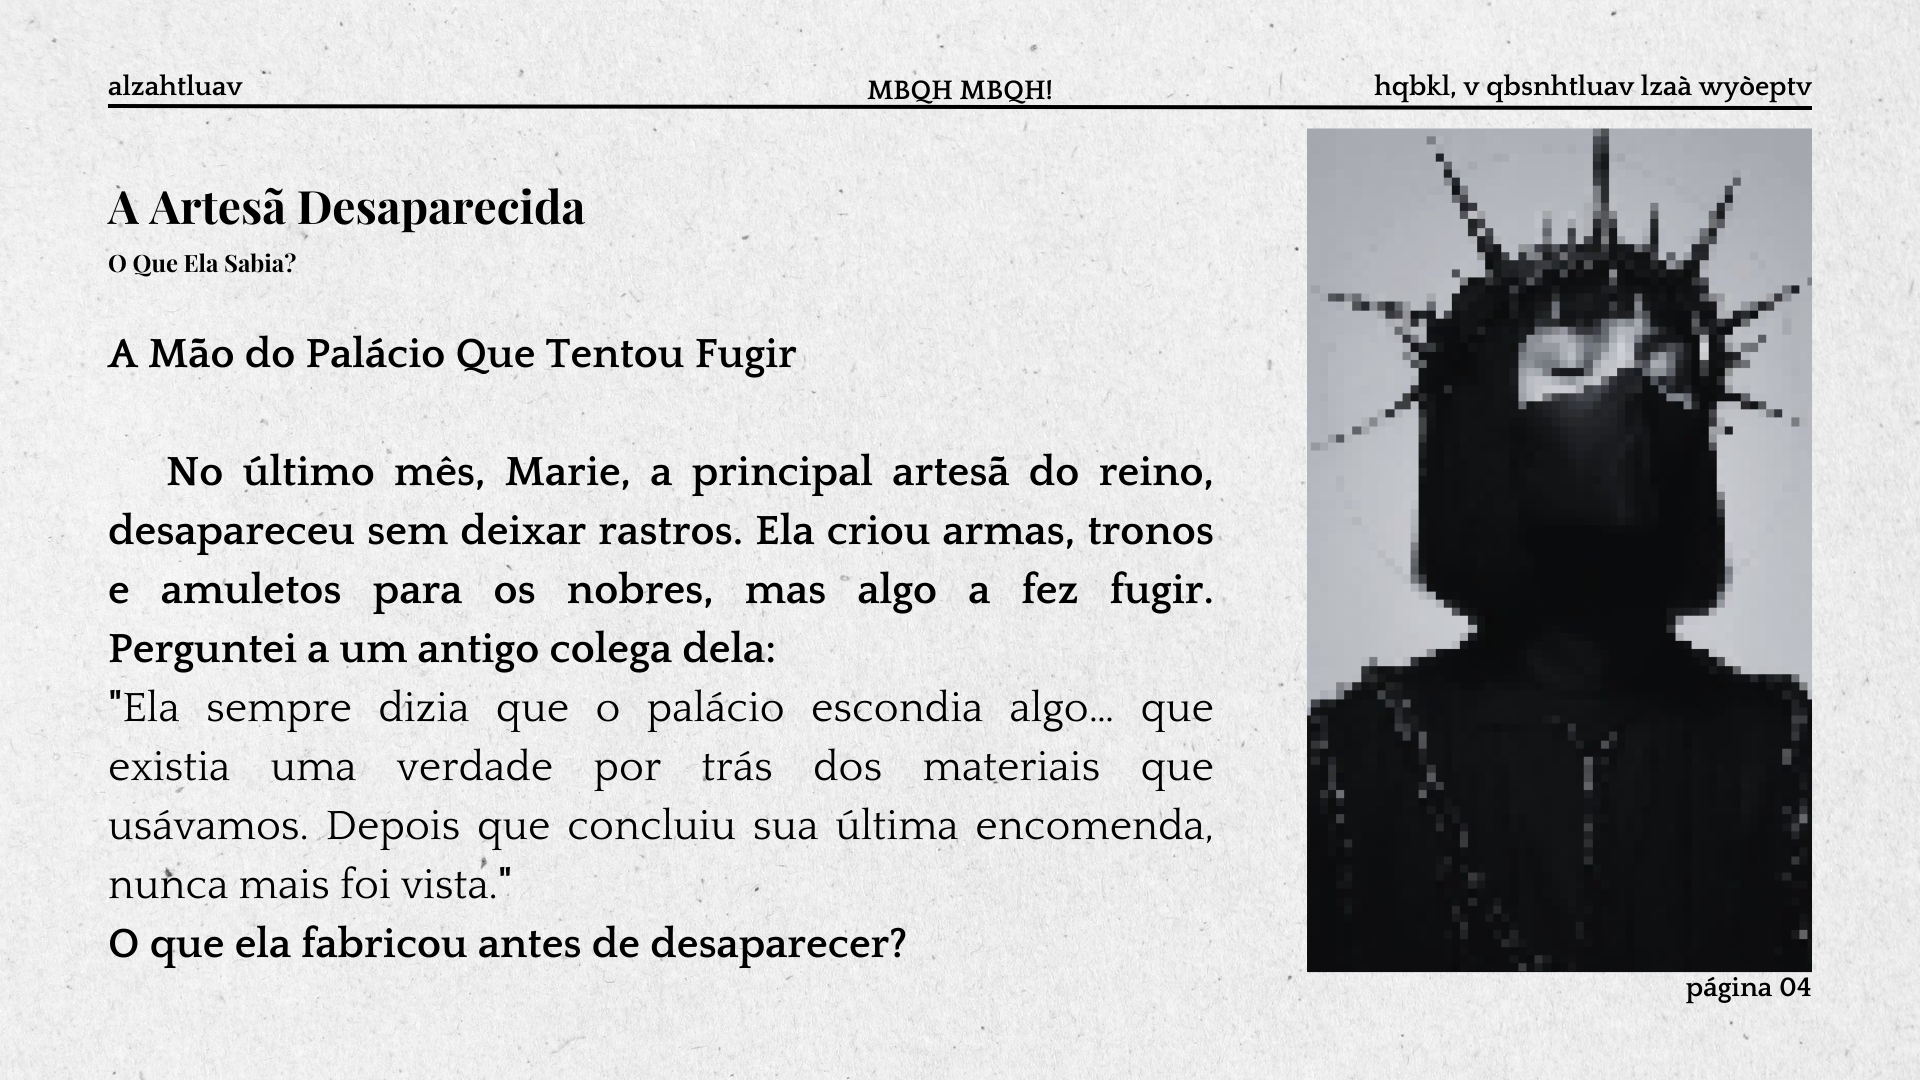 alzahtluav
MBQH MBQH!
hqbkl, v qbsnhtluav lzaà wyòeptv
A Artesã Desaparecida
O Que Ela Sabia?
A Mão do Palácio Que Tentou Fugir
No último mês, Marie, a principal artesã do reino,
desapareceu sem deixar rastros. Ela criou armas, tronos
e amuletos para os nobres, mas algo a fez fugir.
Perguntei a um antigo colega dela:
"Ela sempre dizia que o palácio escondia algo... que
existia uma verdade por trás dos materiais que
usávamos. Depois que concluiu sua última encomenda,
nunca mais foi vista."
O que ela fabricou antes de desaparecer?
página 04